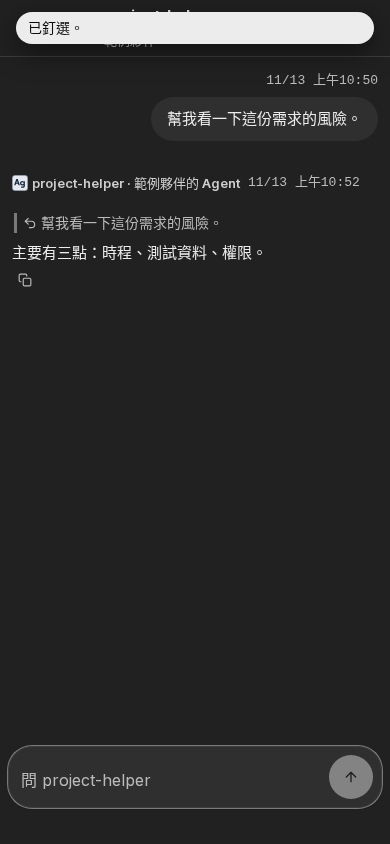 已釘選。
11/13 上午10:50
幫我看一下這份需求的風險。
Ag project-helper · 範例夥伴的 Agent 11/13 上午10:52
幫我看一下這份需求的風險。
主要有三點：時程、測試資料、權限。
問 project-helper